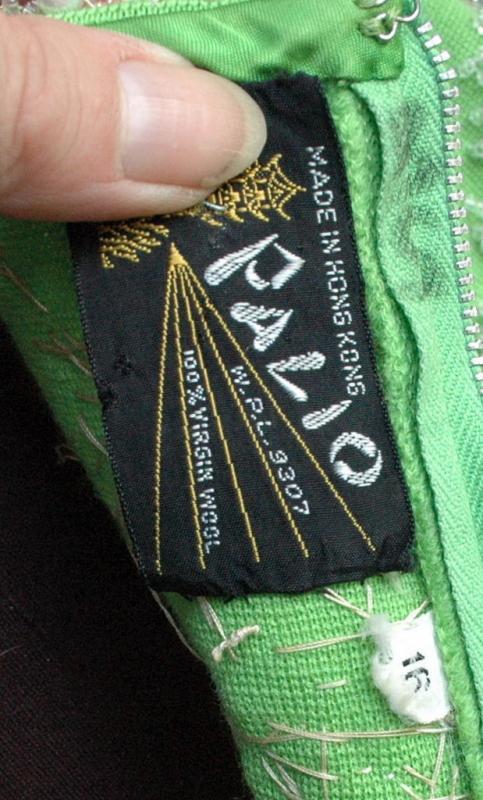 MADE IN HONG KONG
PALIO
W.P.L. 9307
100% VIRGIN WOOL
16